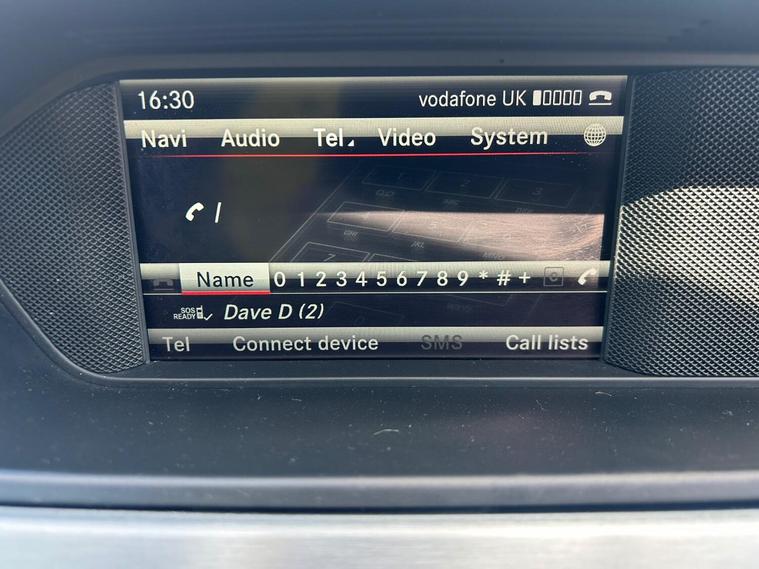 16:30 vodafone UK
Navi Audio Tel Video System
Name 0 1 2 3 4 5 6 7 8 9 * # + C
SOS READY Dave D (2)
Tel Connect device SMS Call lists